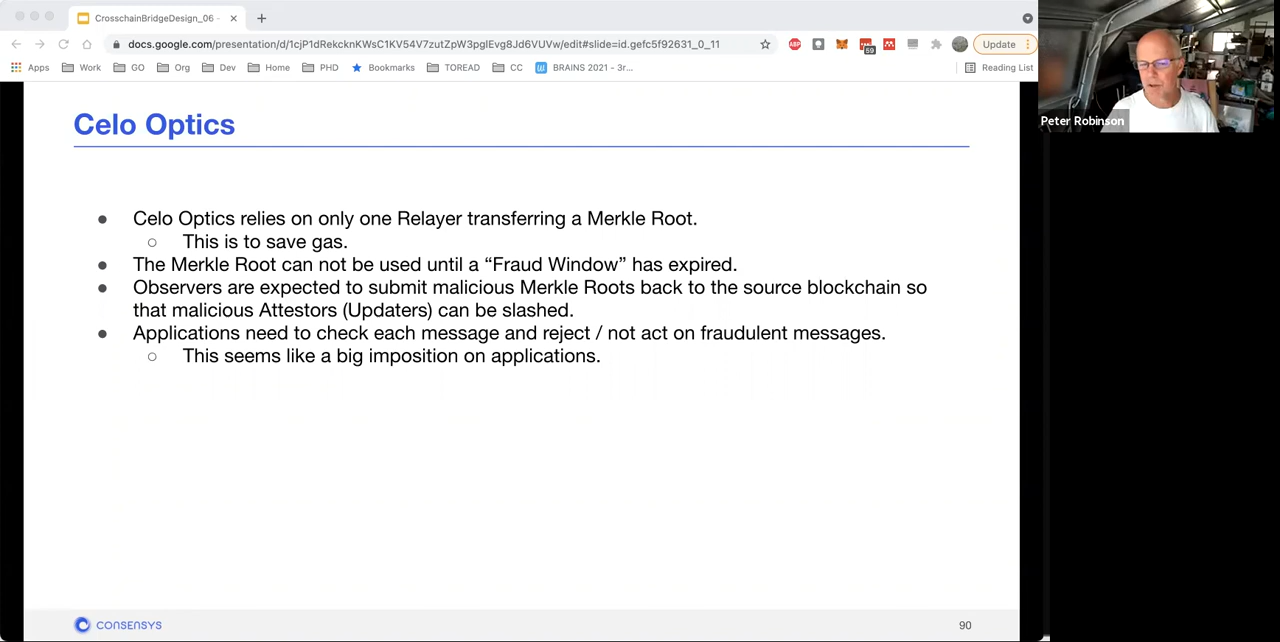 CrosschainBridgeDesign_06 -
docs.google.com/presentation/d/1cjP1dRekcknKWsC1KV54V7zutZpW3pglEvg8Jd6VUVw/edit#slide=id.gefc5f92631_0_11
ABP
59
Update
Apps Work GO Org Dev Home PHD Bookmarks TOREAD CC BRAINS 2021 - 3r... Reading List
Peter Robinson
Celo Optics
● Celo Optics relies on only one Relayer transferring a Merkle Root.
○ This is to save gas.
● The Merkle Root can not be used until a “Fraud Window” has expired.
● Observers are expected to submit malicious Merkle Roots back to the source blockchain so
that malicious Attestors (Updaters) can be slashed.
● Applications need to check each message and reject / not act on fraudulent messages.
○ This seems like a big imposition on applications.
CONSENSYS
90